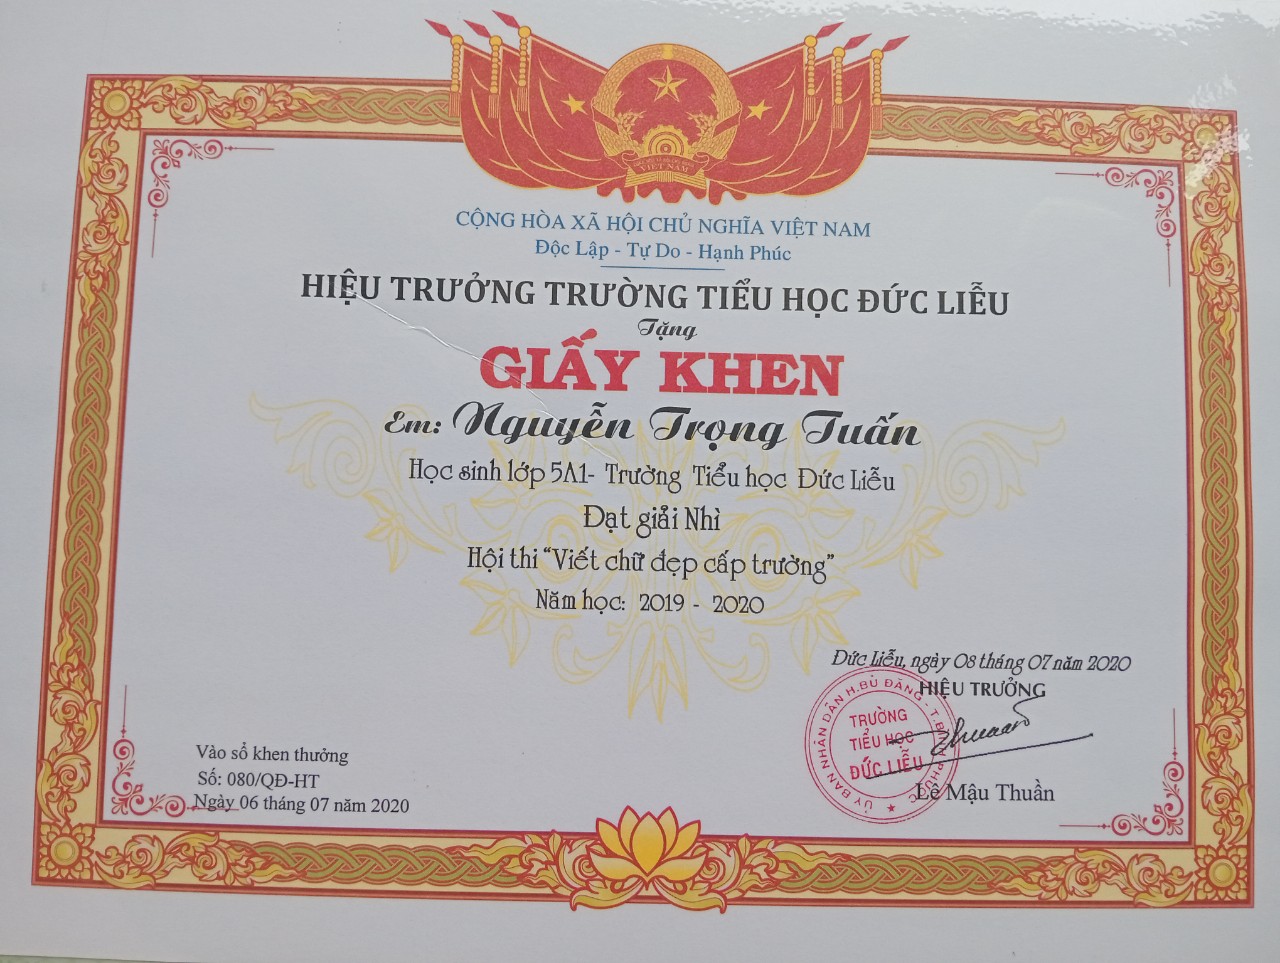 VIỆT NAM
CỘNG HÒA XÃ HỘI CHỦ NGHĨA VIỆT NAM
Độc Lập - Tự Do - Hạnh Phúc
HIỆU TRƯỞNG TRƯỜNG TIỂU HỌC ĐỨC LIỄU
Tặng
GIẤY KHEN
Em: Nguyễn Trọng Tuấn
Học sinh lớp 5A1- Trường Tiểu học Đức Liễu
Đạt giải Nhì
Hội thi “Viết chữ đẹp cấp trường”
Năm học: 2019 - 2020
Đức Liễu, ngày 08 tháng 07 năm 2020
HIỆU TRƯỞNG
ỦY BAN NHÂN DÂN H.BÙ ĐĂNG - T.BÌNH PHƯỚC
TRƯỜNG
TIỂU HỌC
ĐỨC LIỄU
Lê Mậu Thuần
Vào sổ khen thưởng
Số: 080/QĐ-HT
Ngày 06 tháng 07 năm 2020